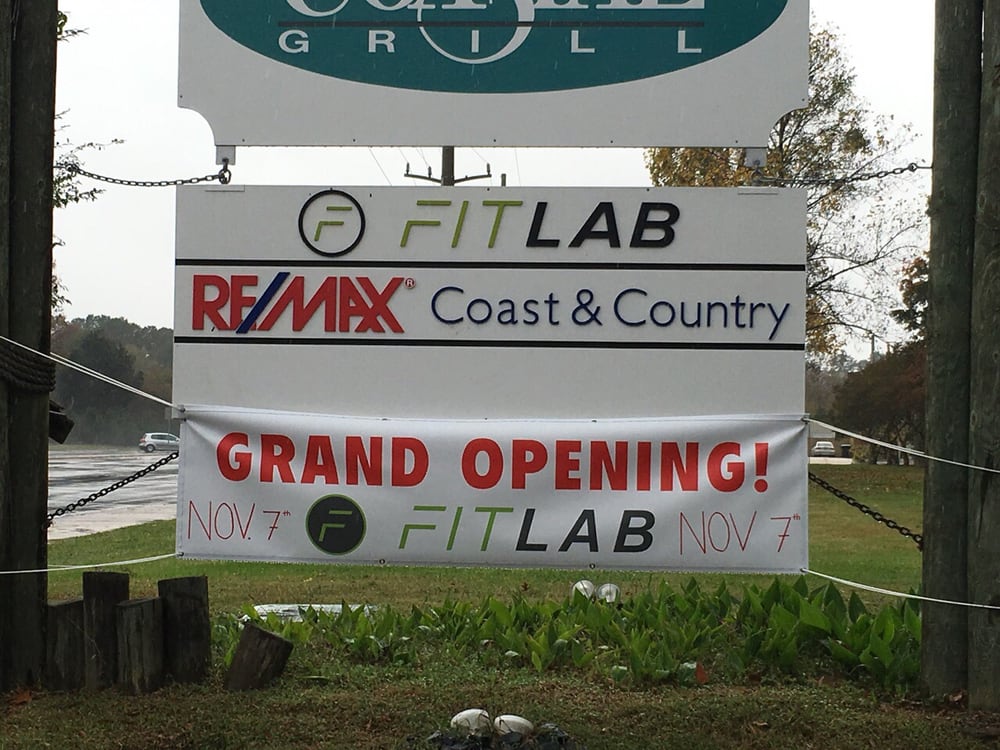 GRILL
F FITLAB
RE/MAX® Coast & Country
GRAND OPENING!
NOV. 7th F FITLAB NOV 7th